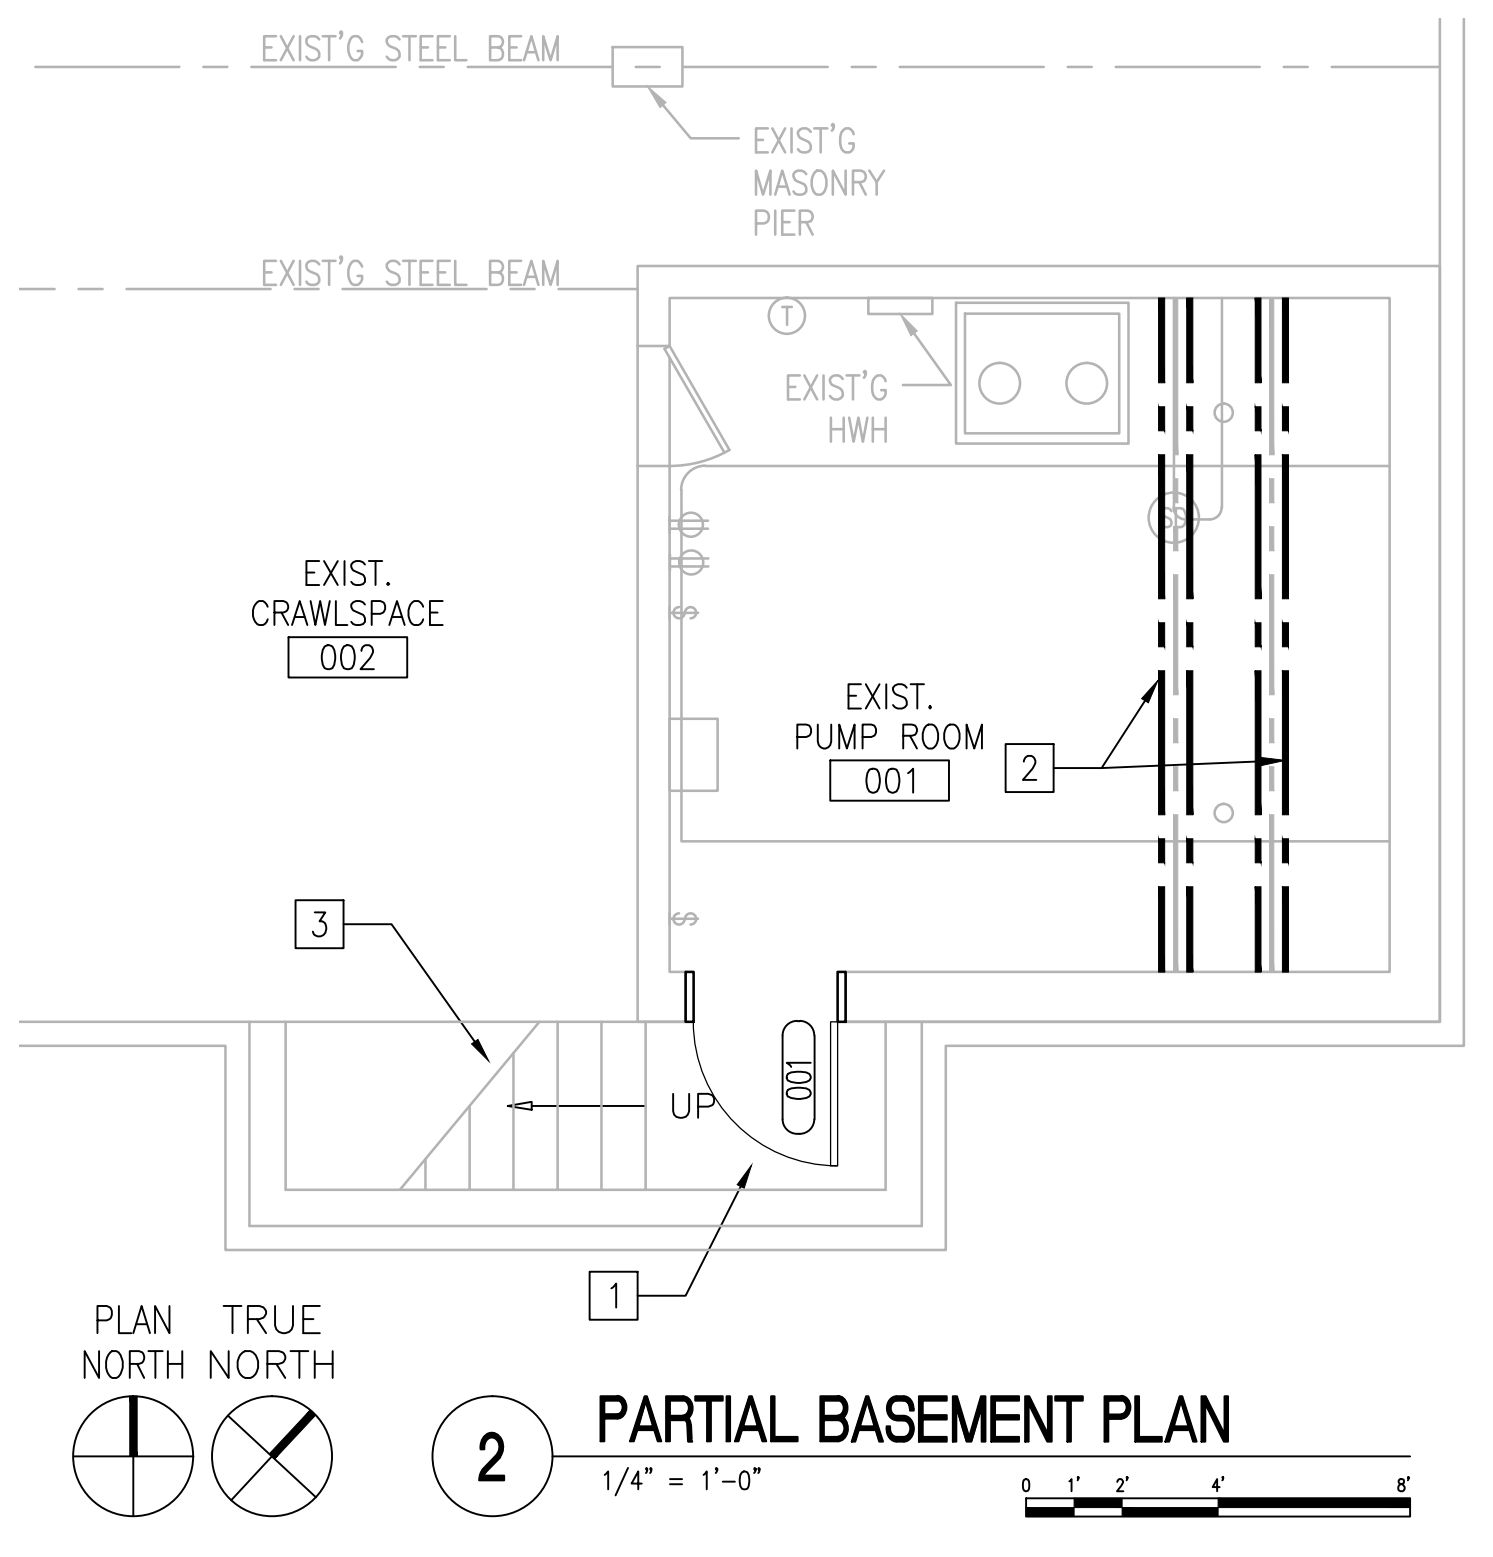 EXIST'G STEEL BEAM
EXIST'G
MASONRY
PIER
EXIST'G STEEL BEAM
T
EXIST'G
HWH
SD
$
EXIST.
CRAWLSPACE
002
EXIST.
PUMP ROOM
001
2
3
$
001
UP
1
PLAN
NORTH
TRUE
NORTH
2
PARTIAL BASEMENT PLAN
1/4" = 1'-0"
0 1' 2' 4' 8'